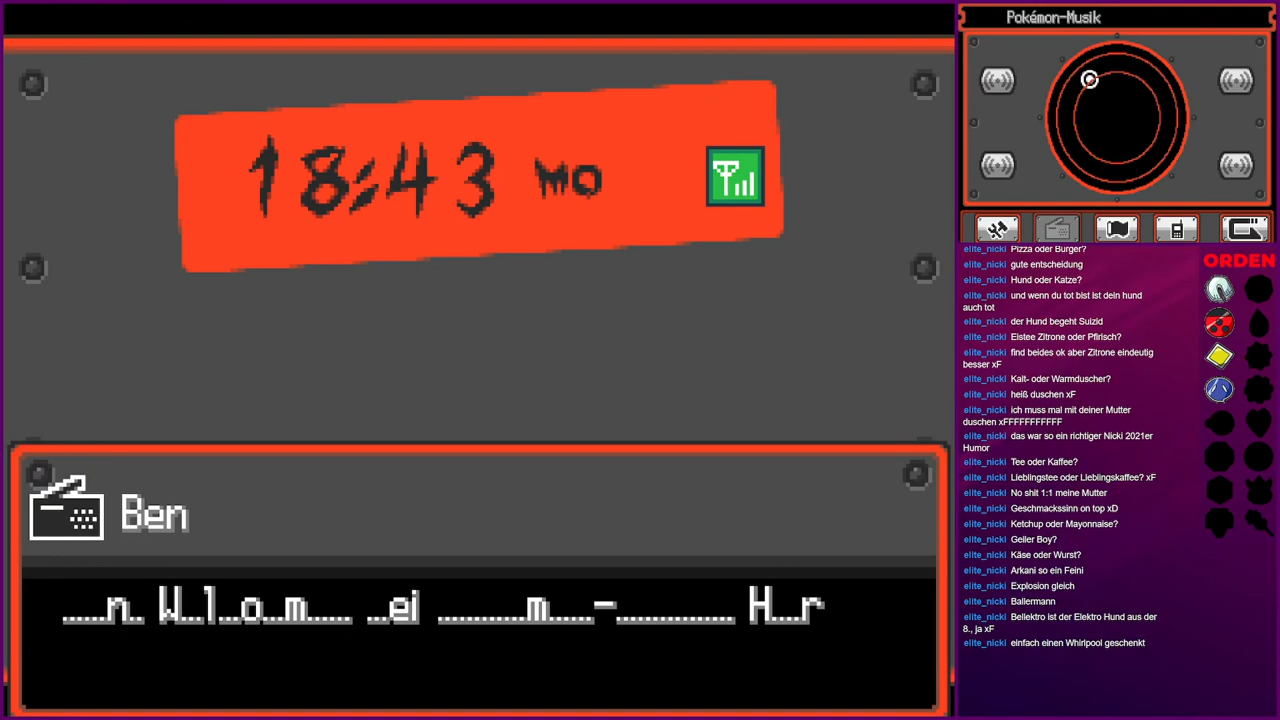 Pokémon-Musik
18:43 MO
Ben
....n. W.l.o.m.... ..ei ........m...-......... H..r
ORDEN
elite_nicki Pizza oder Burger?
elite_nicki gute entscheidung
elite_nicki Hund oder Katze?
elite_nicki und wenn du tot bist ist dein hund
auch tot
elite_nicki der Hund begeht Suizid
elite_nicki Eistee Zitrone oder Pfirisch?
elite_nicki find beides ok aber Zitrone eindeutig
besser xF
elite_nicki Kalt- oder Warmduscher?
elite_nicki heiß duschen xF
elite_nicki ich muss mal mit deiner Mutter
duschen xFFFFFFFFFFF
elite_nicki das war so ein richtiger Nicki 2021er
Humor
elite_nicki Tee oder Kaffee?
elite_nicki Lieblingstee oder Lieblingskaffee? xF
elite_nicki No shit 1:1 meine Mutter
elite_nicki Geschmackssinn on top xD
elite_nicki Ketchup oder Mayonnaise?
elite_nicki Geiler Boy?
elite_nicki Käse oder Wurst?
elite_nicki Arkani so ein Feini
elite_nicki Explosion gleich
elite_nicki Ballermann
elite_nicki Bellektro ist der Elektro Hund aus der
8., ja xF
elite_nicki einfach einen Whirlpool geschenkt